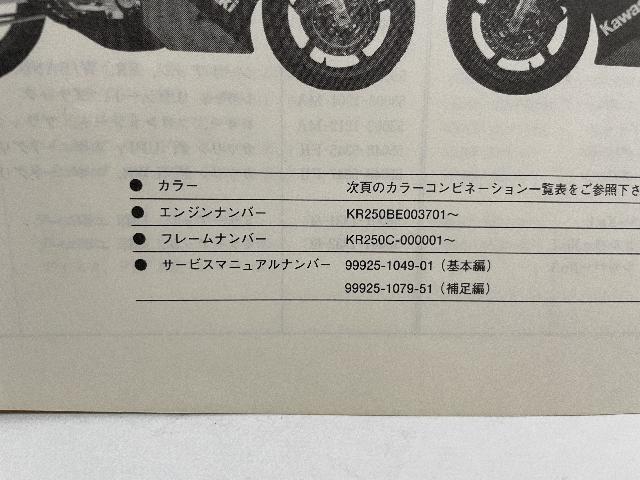 Kawas
● カラー 次頁のカラーコンビネーション一覧表をご参照下さ
● エンジンナンバー KR250BE003701〜
● フレームナンバー KR250C-000001〜
● サービスマニュアルナンバー 99925-1049-01（基本編）
99925-1079-51（補足編）